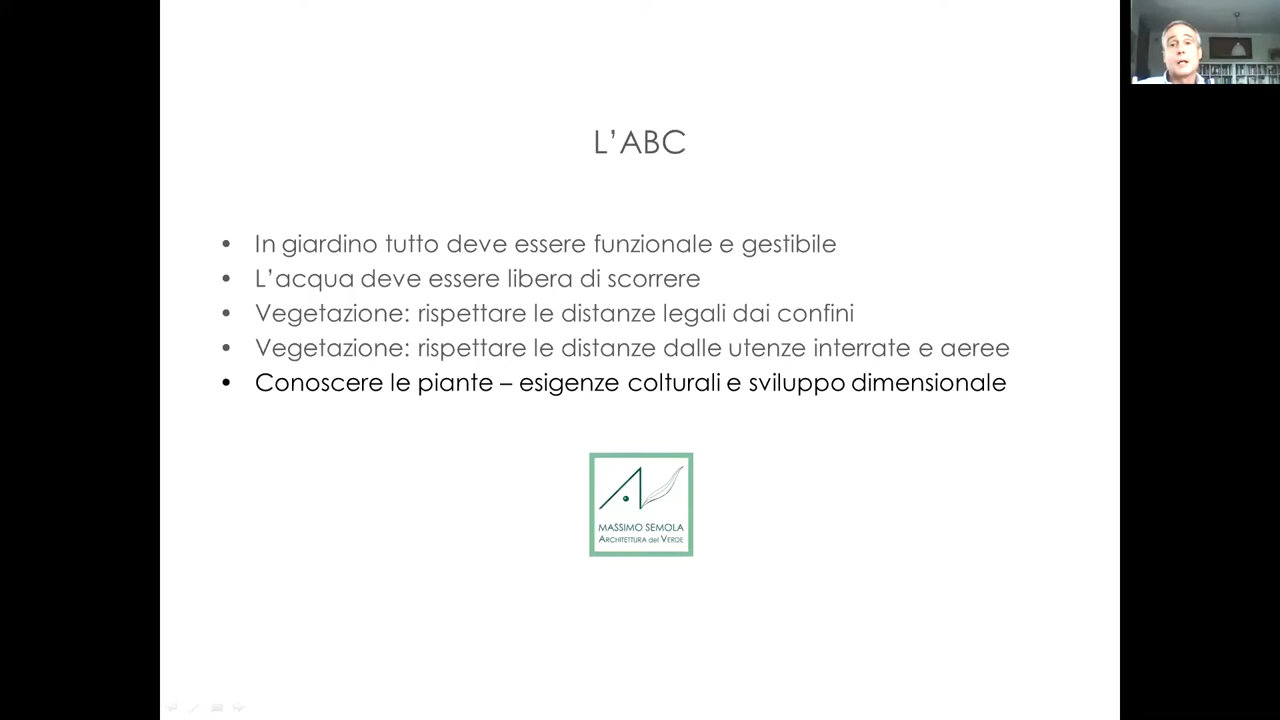 L’ABC
• In giardino tutto deve essere funzionale e gestibile
• L’acqua deve essere libera di scorrere
• Vegetazione: rispettare le distanze legali dai confini
• Vegetazione: rispettare le distanze dalle utenze interrate e aeree
• Conoscere le piante – esigenze colturali e sviluppo dimensionale
MASSIMO SEMOLA
ARCHITETTURA del VERDE